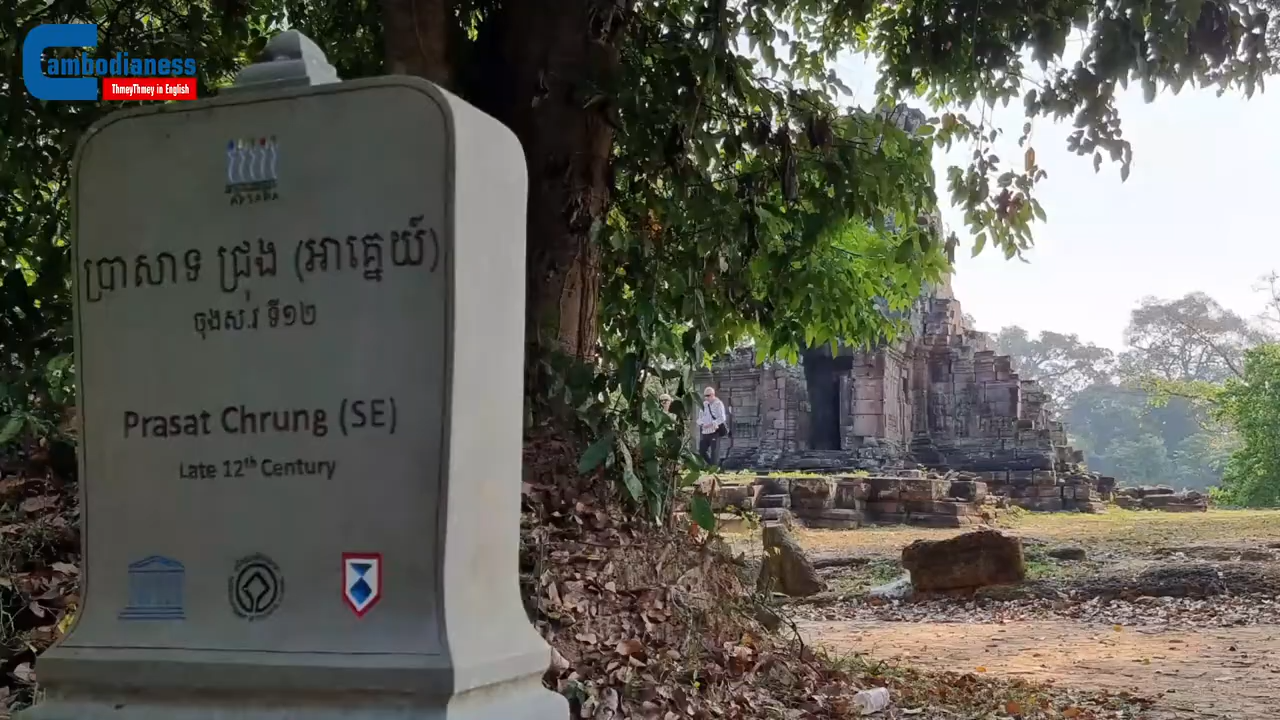 Cambodianess
ThmeyThmey in English
APSARA
ប្រាសាទ ជ្រុង (អាគ្នេយ៍)
ចុងស.វ ទី១២
Prasat Chrung (SE)
Late 12th Century